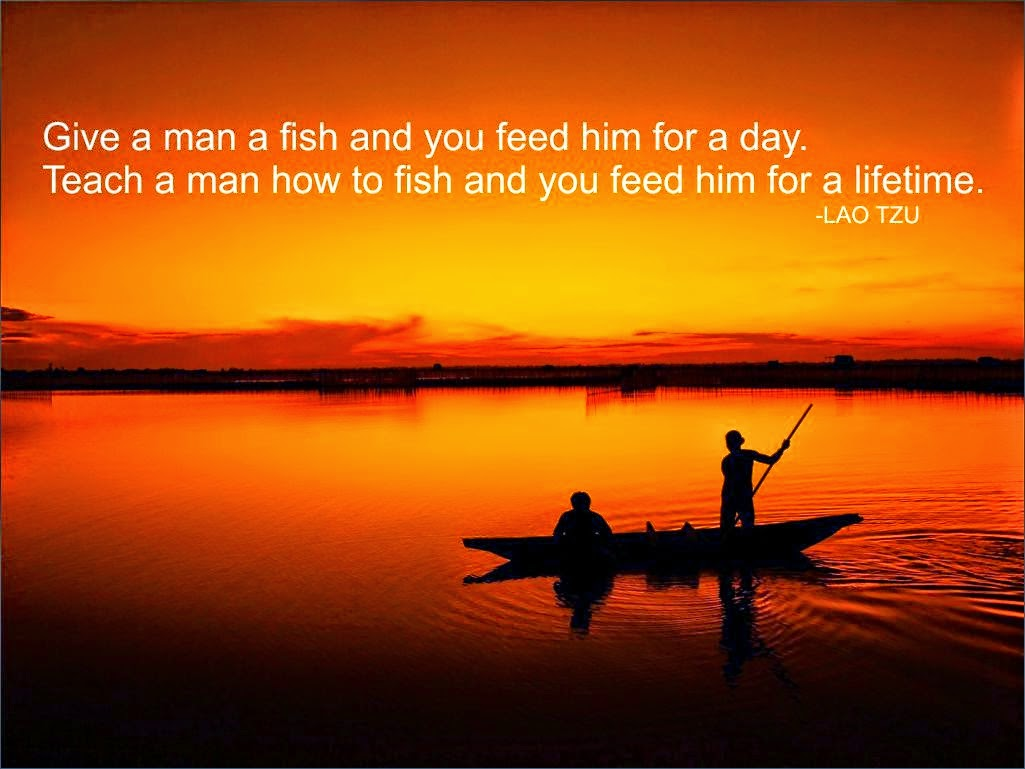 Give a man a fish and you feed him for a day.
Teach a man how to fish and you feed him for a lifetime.
-LAO TZU